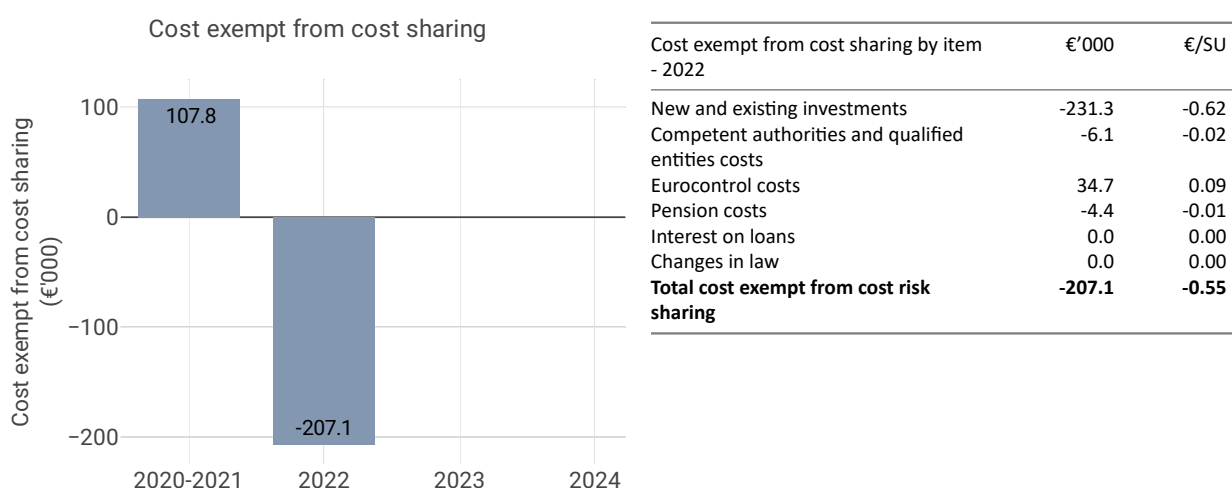 Cost exempt from cost sharing
Cost exempt from cost sharing
(€'000)
100
0
−100
−200
107.8
-207.1
2020-2021 2022 2023 2024
Cost exempt from cost sharing by item €’000 €/SU
- 2022
New and existing investments -231.3 -0.62
Competent authorities and qualified -6.1 -0.02
entities costs
Eurocontrol costs 34.7 0.09
Pension costs -4.4 -0.01
Interest on loans 0.0 0.00
Changes in law 0.0 0.00
Total cost exempt from cost risk -207.1 -0.55
sharing